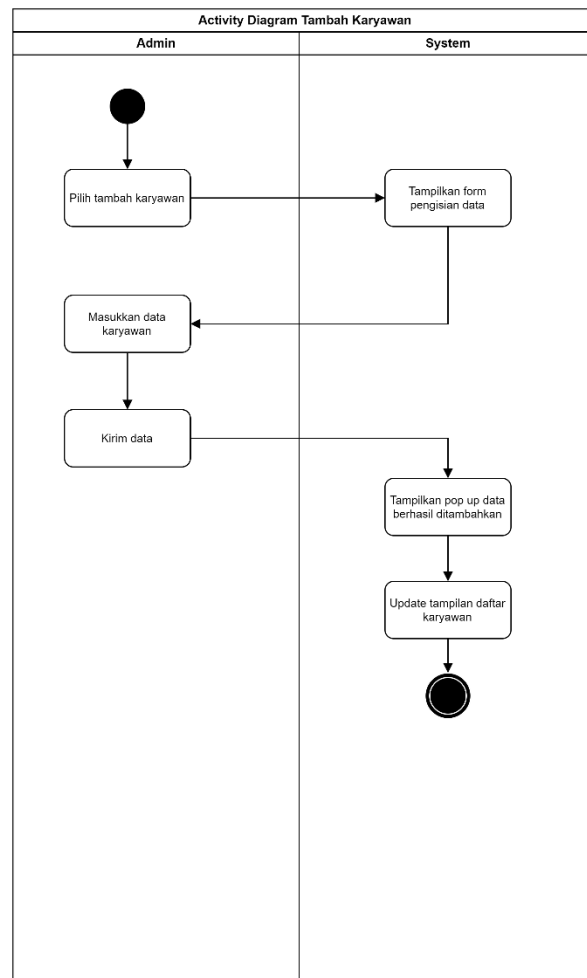 Activity Diagram Tambah Karyawan
Admin
System
Pilih tambah karyawan
Tampilkan form
pengisian data
Masukkan data
karyawan
Kirim data
Tampilkan pop up data
berhasil ditambahkan
Update tampilan daftar
karyawan